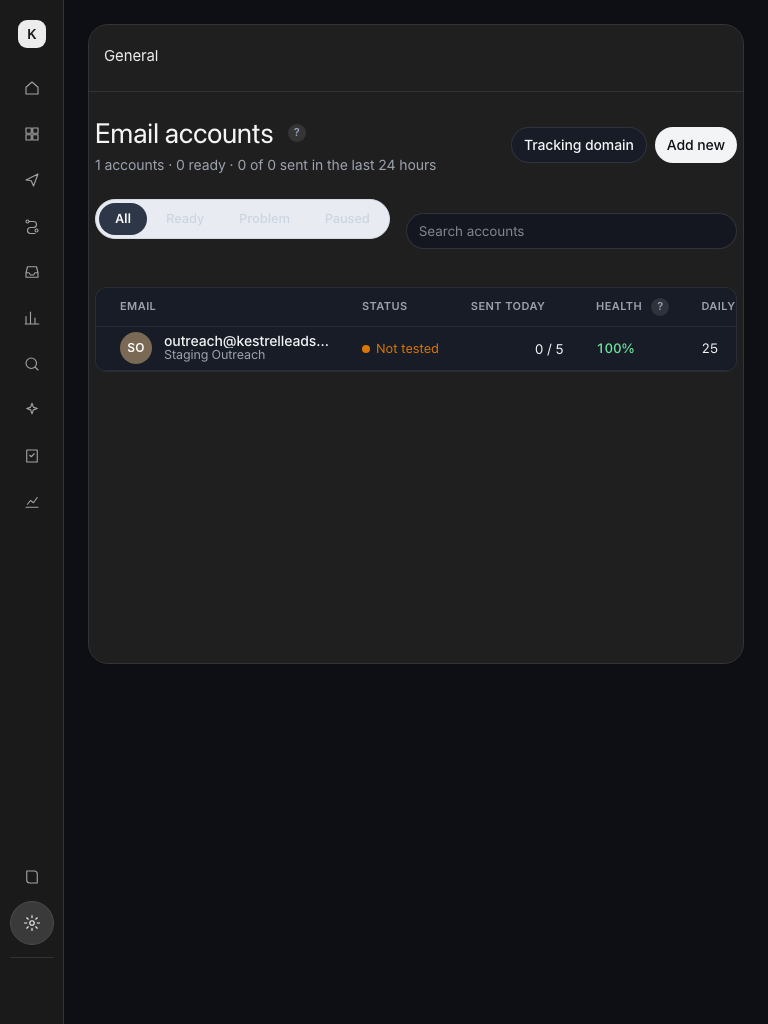 K
General
Email accounts ?
1 accounts · 0 ready · 0 of 0 sent in the last 24 hours
Tracking domain
Add new
All Ready Problem Paused
Search accounts
EMAIL STATUS SENT TODAY HEALTH ? DAILY
SO outreach@kestrelleads... Not tested 0 / 5 100% 25
Staging Outreach